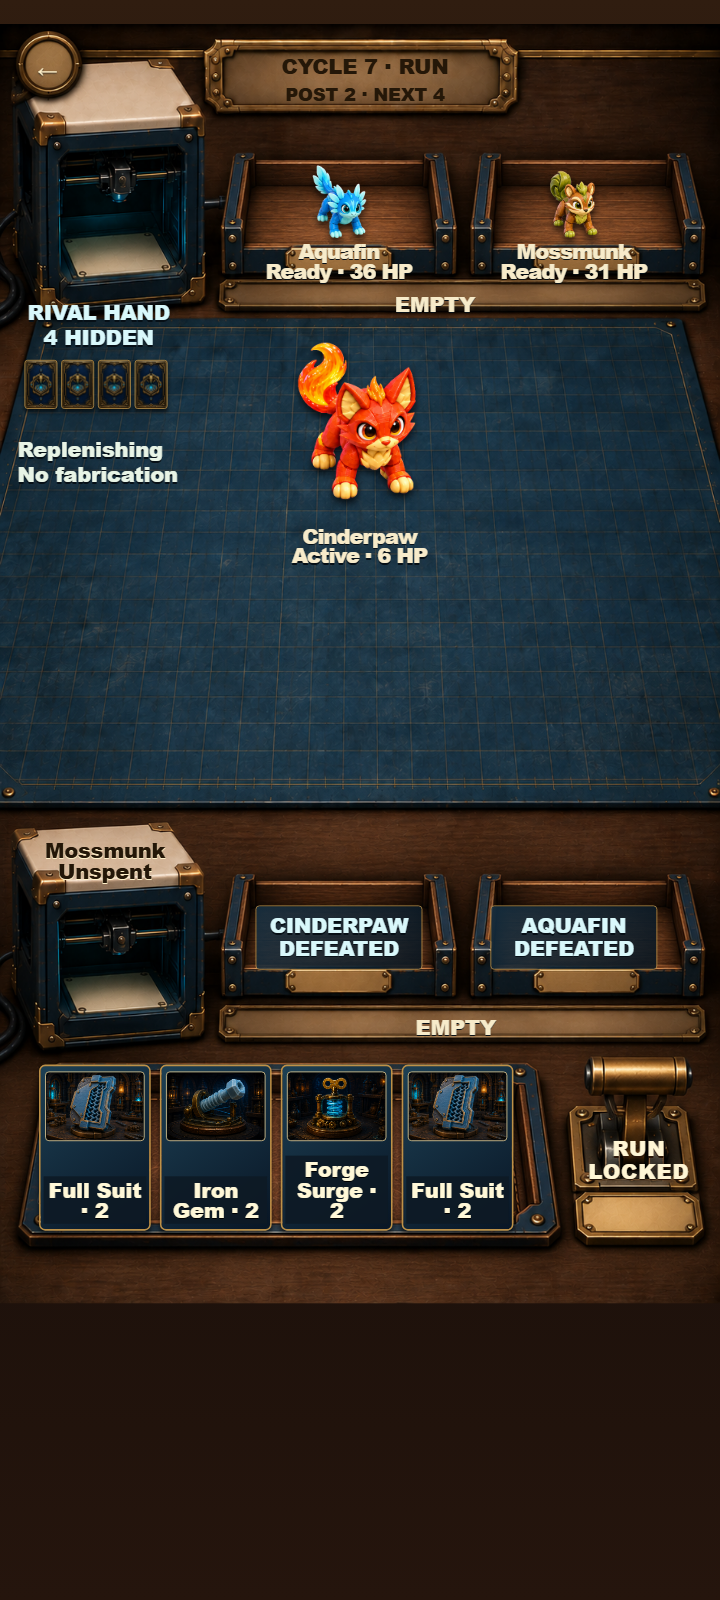 ←
CYCLE 7 · RUN
POST 2 · NEXT 4
Aquafin
Ready · 36 HP
Mossmunk
Ready · 31 HP
EMPTY
RIVAL HAND
4 HIDDEN
Replenishing
No fabrication
Cinderpaw
Active · 6 HP
Mossmunk
Unspent
CINDERPAW
DEFEATED
AQUAFIN
DEFEATED
EMPTY
Full Suit
· 2
Iron
Gem · 2
Forge
Surge ·
2
Full Suit
· 2
RUN
LOCKED